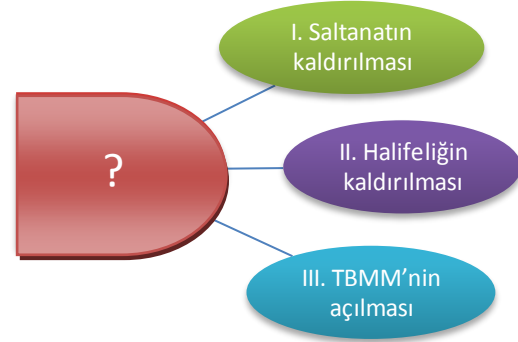 I. Saltanatın
kaldırılması
?
II. Halifeliğin
kaldırılması
III. TBMM’nin
açılması